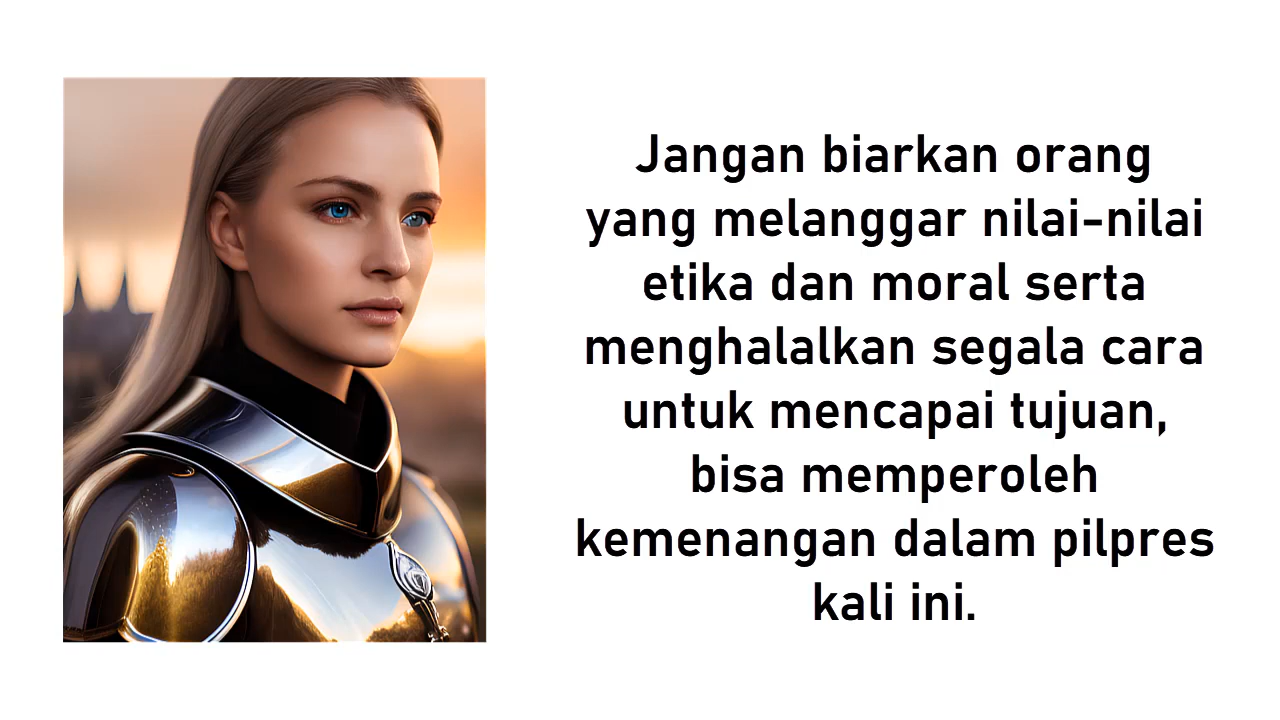 Jangan biarkan orang
yang melanggar nilai-nilai
etika dan moral serta
menghalalkan segala cara
untuk mencapai tujuan,
bisa memperoleh
kemenangan dalam pilpres
kali ini.